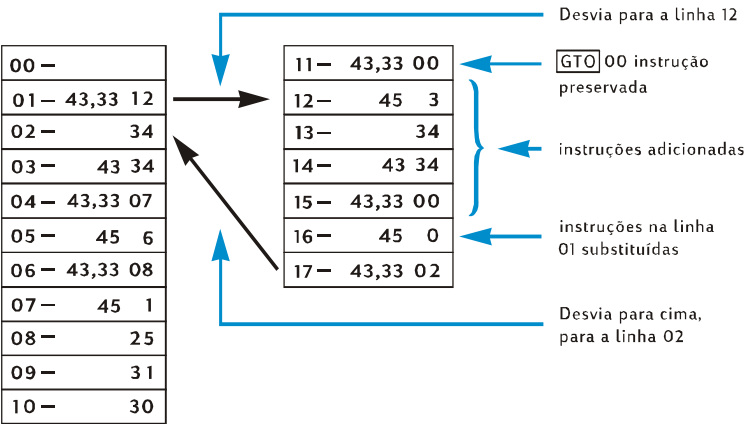 Desvia para a linha 12
00–
01– 43,33 12
02– 34
03– 43 34
04– 43,33 07
05– 45 6
06– 43,33 08
07– 45 1
08– 25
09– 31
10– 30
11– 43,33 00
12– 45 3
13– 34
14– 43 34
15– 43,33 00
16– 45 0
17– 43,33 02
GTO 00 instrução
preservada
instruções adicionadas
instruções na linha
01 substituídas
Desvia para cima,
para a linha 02